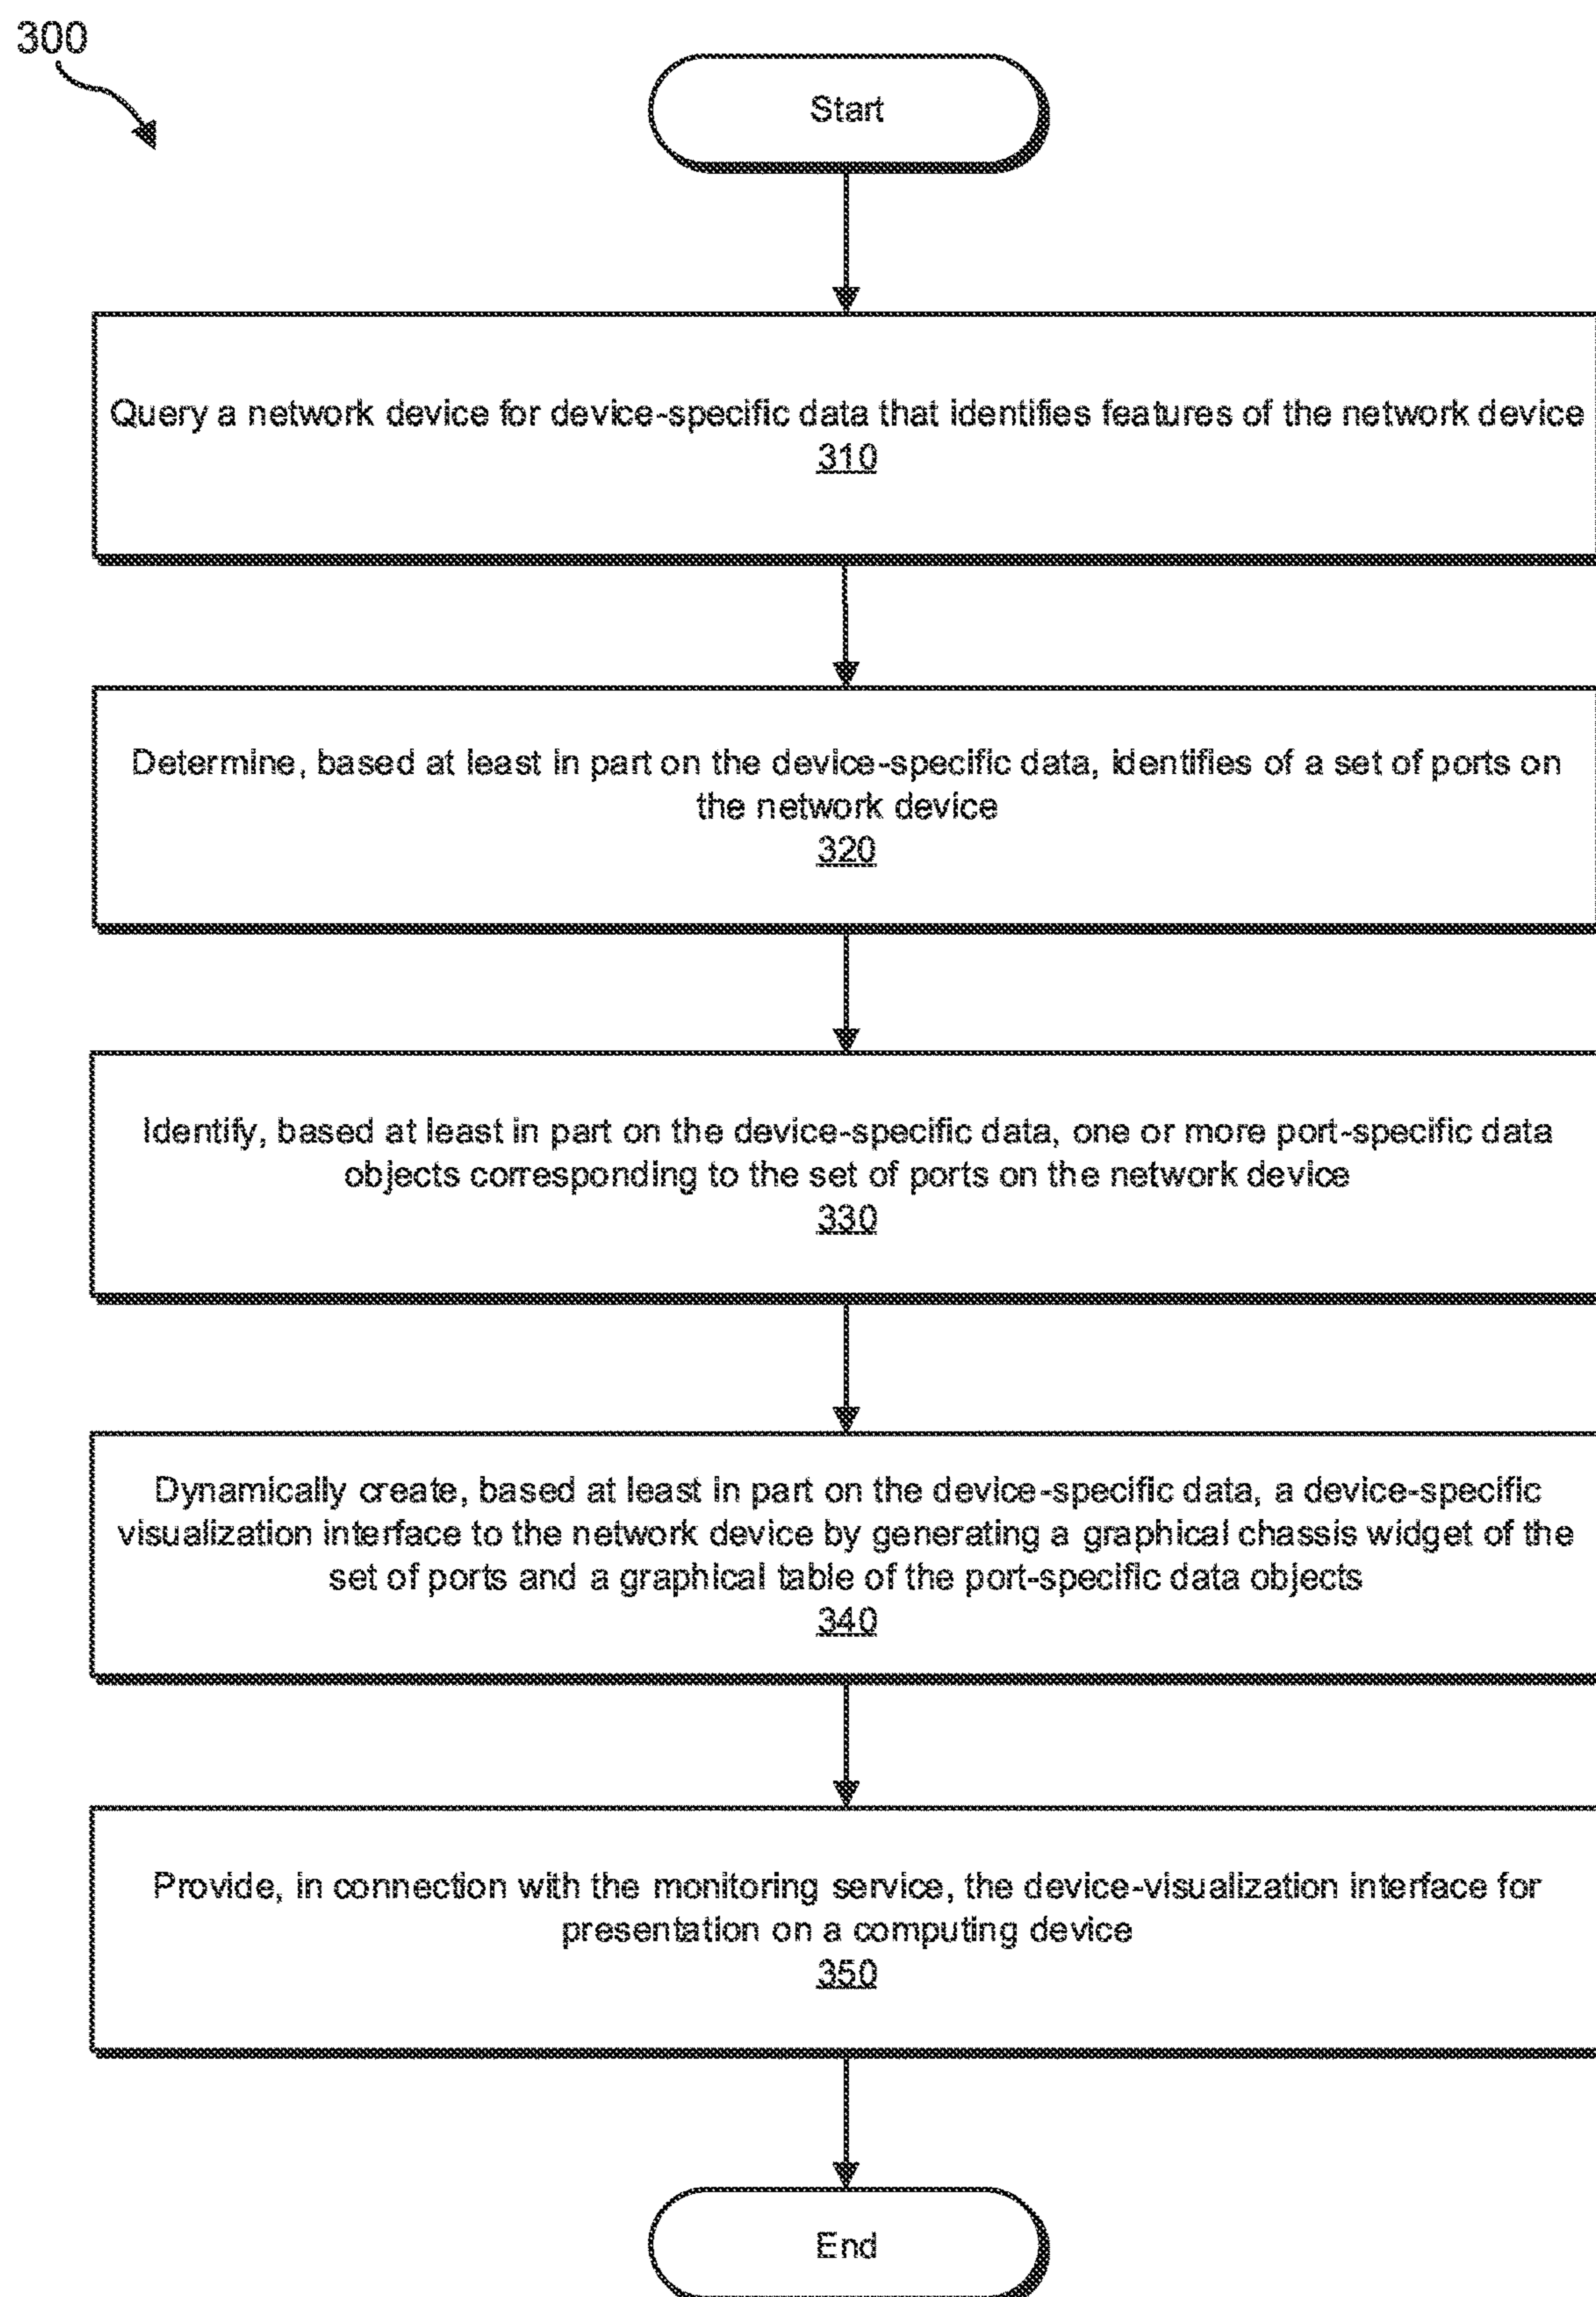 300
Start
Query a network device for device-specific data that identifies features of the network device
310
Determine, based at least in part on the device-specific data, identifies of a set of ports on
the network device
320
Identify, based at least in part on the device-specific data, one or more port-specific data
objects corresponding to the set of ports on the network device
330
Dynamically create, based at least in part on the device-specific data, a device-specific
visualization interface to the network device by generating a graphical chassis widget of the
set of ports and a graphical table of the port-specific data objects
340
Provide, in connection with the monitoring service, the device-visualization interface for
presentation on a computing device
350
End